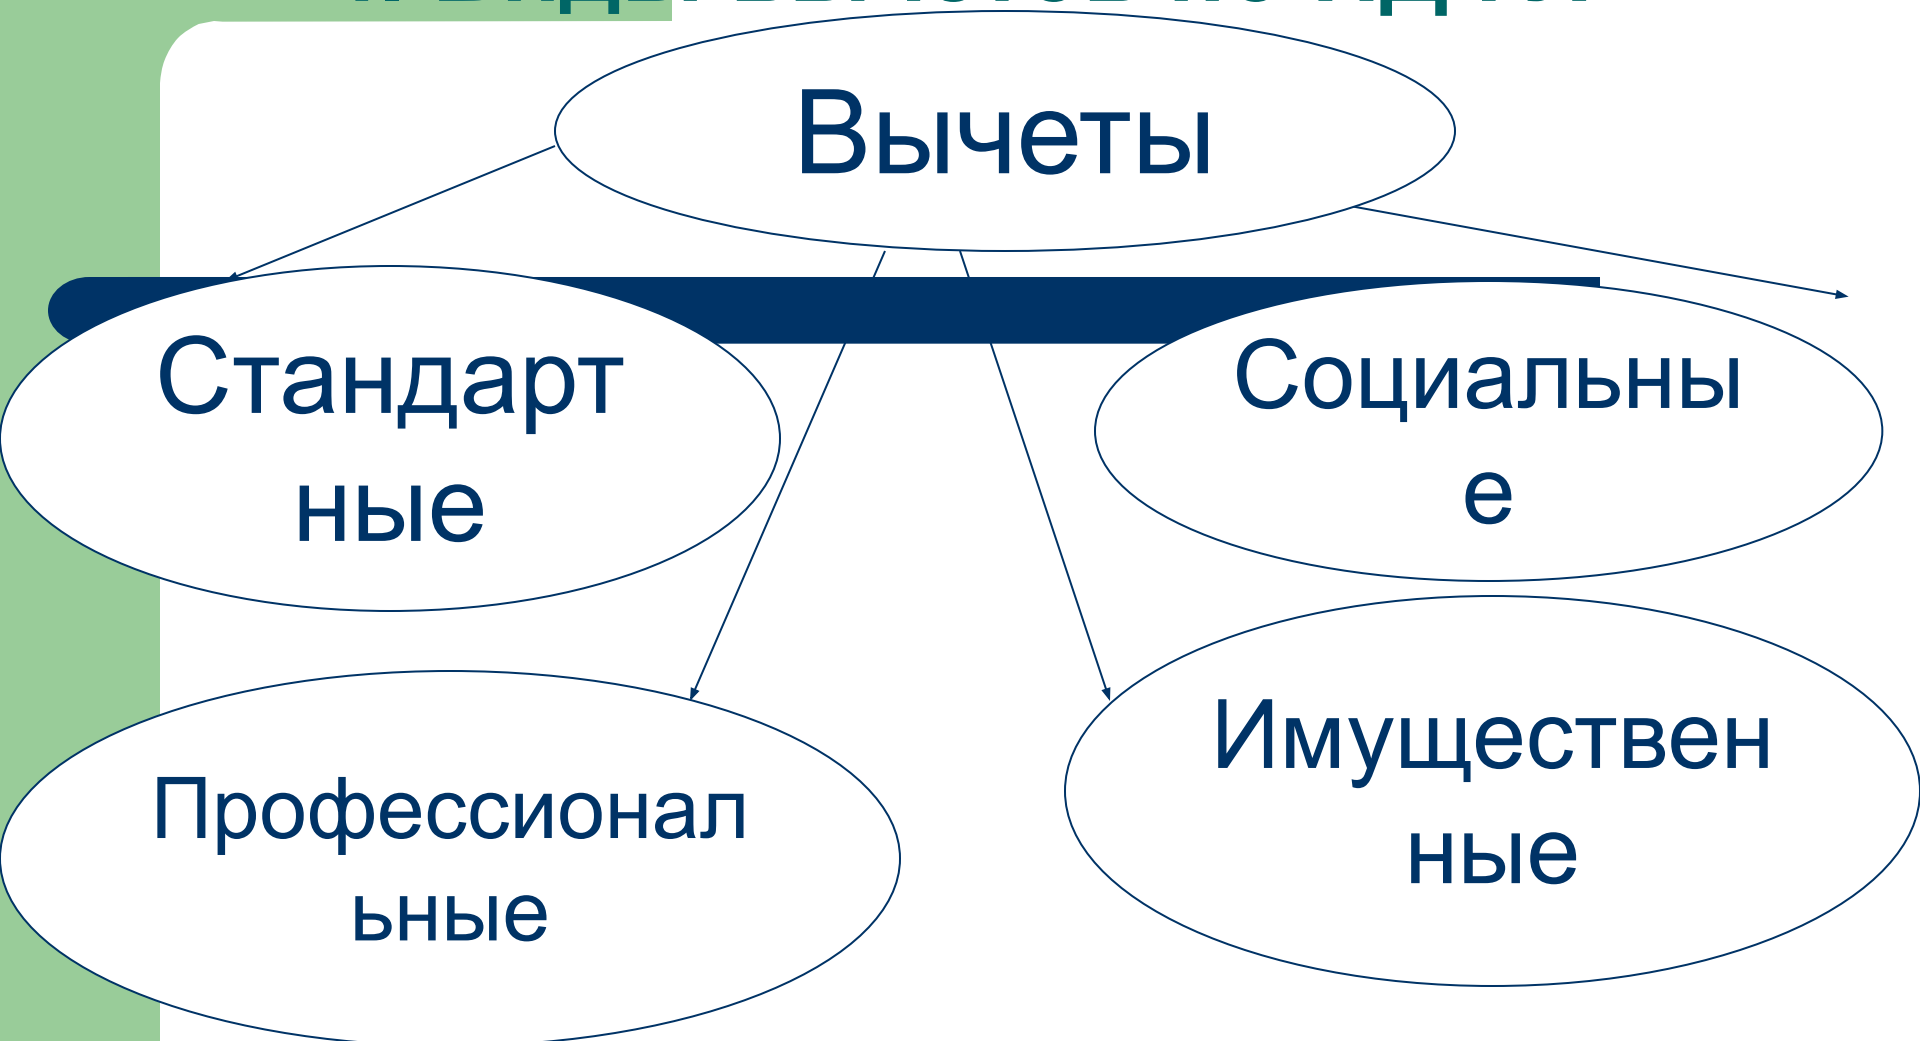 Вычеты
Стандарт
ные
Социальны
е
Профессионал
ьные
Имуществен
ные